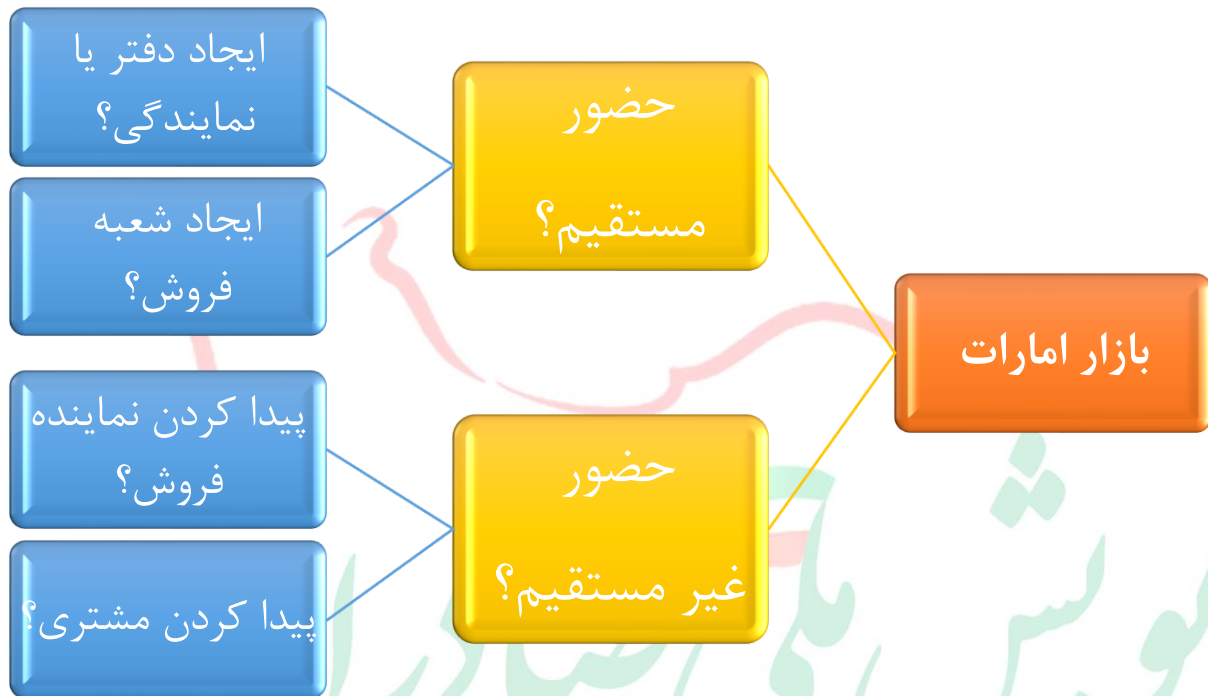 بازار امارات
حضور
مستقیم؟
ایجاد دفتر یا
نمایندگی؟
ایجاد شعبه
فروش؟
حضور
غیر مستقیم؟
پیدا کردن نماینده
فروش؟
پیدا کردن مشتری؟